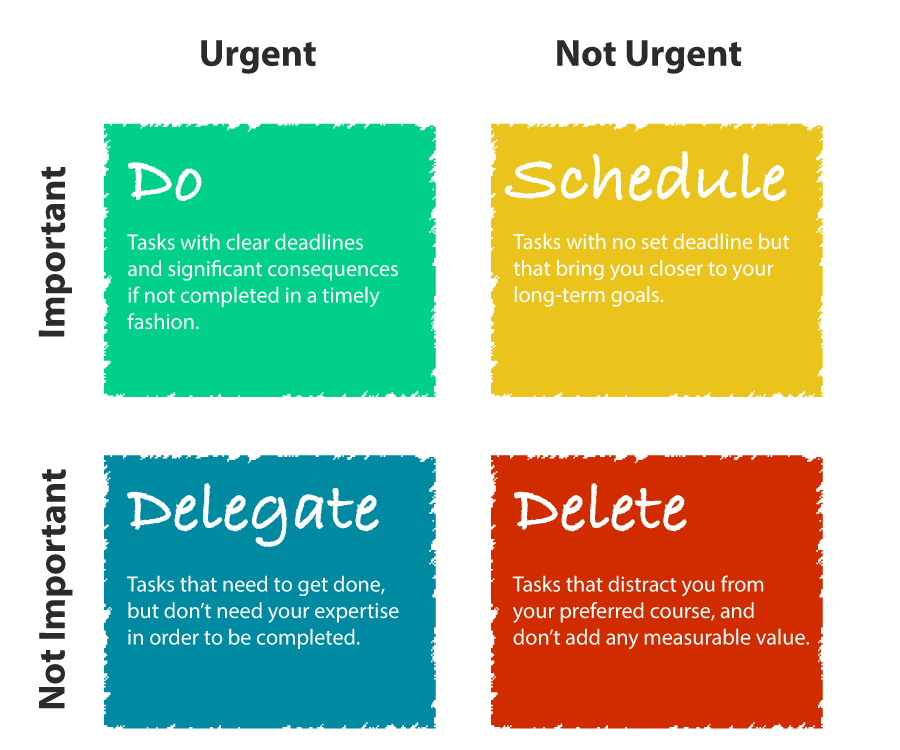 Urgent
Not Urgent
Important
Do
Tasks with clear deadlines
and significant consequences
if not completed in a timely
fashion.
Schedule
Tasks with no set deadline but
that bring you closer to your
long-term goals.
Not Important
Delegate
Tasks that need to get done,
but don’t need your expertise
in order to be completed.
Delete
Tasks that distract you from
your preferred course, and
don’t add any measurable value.